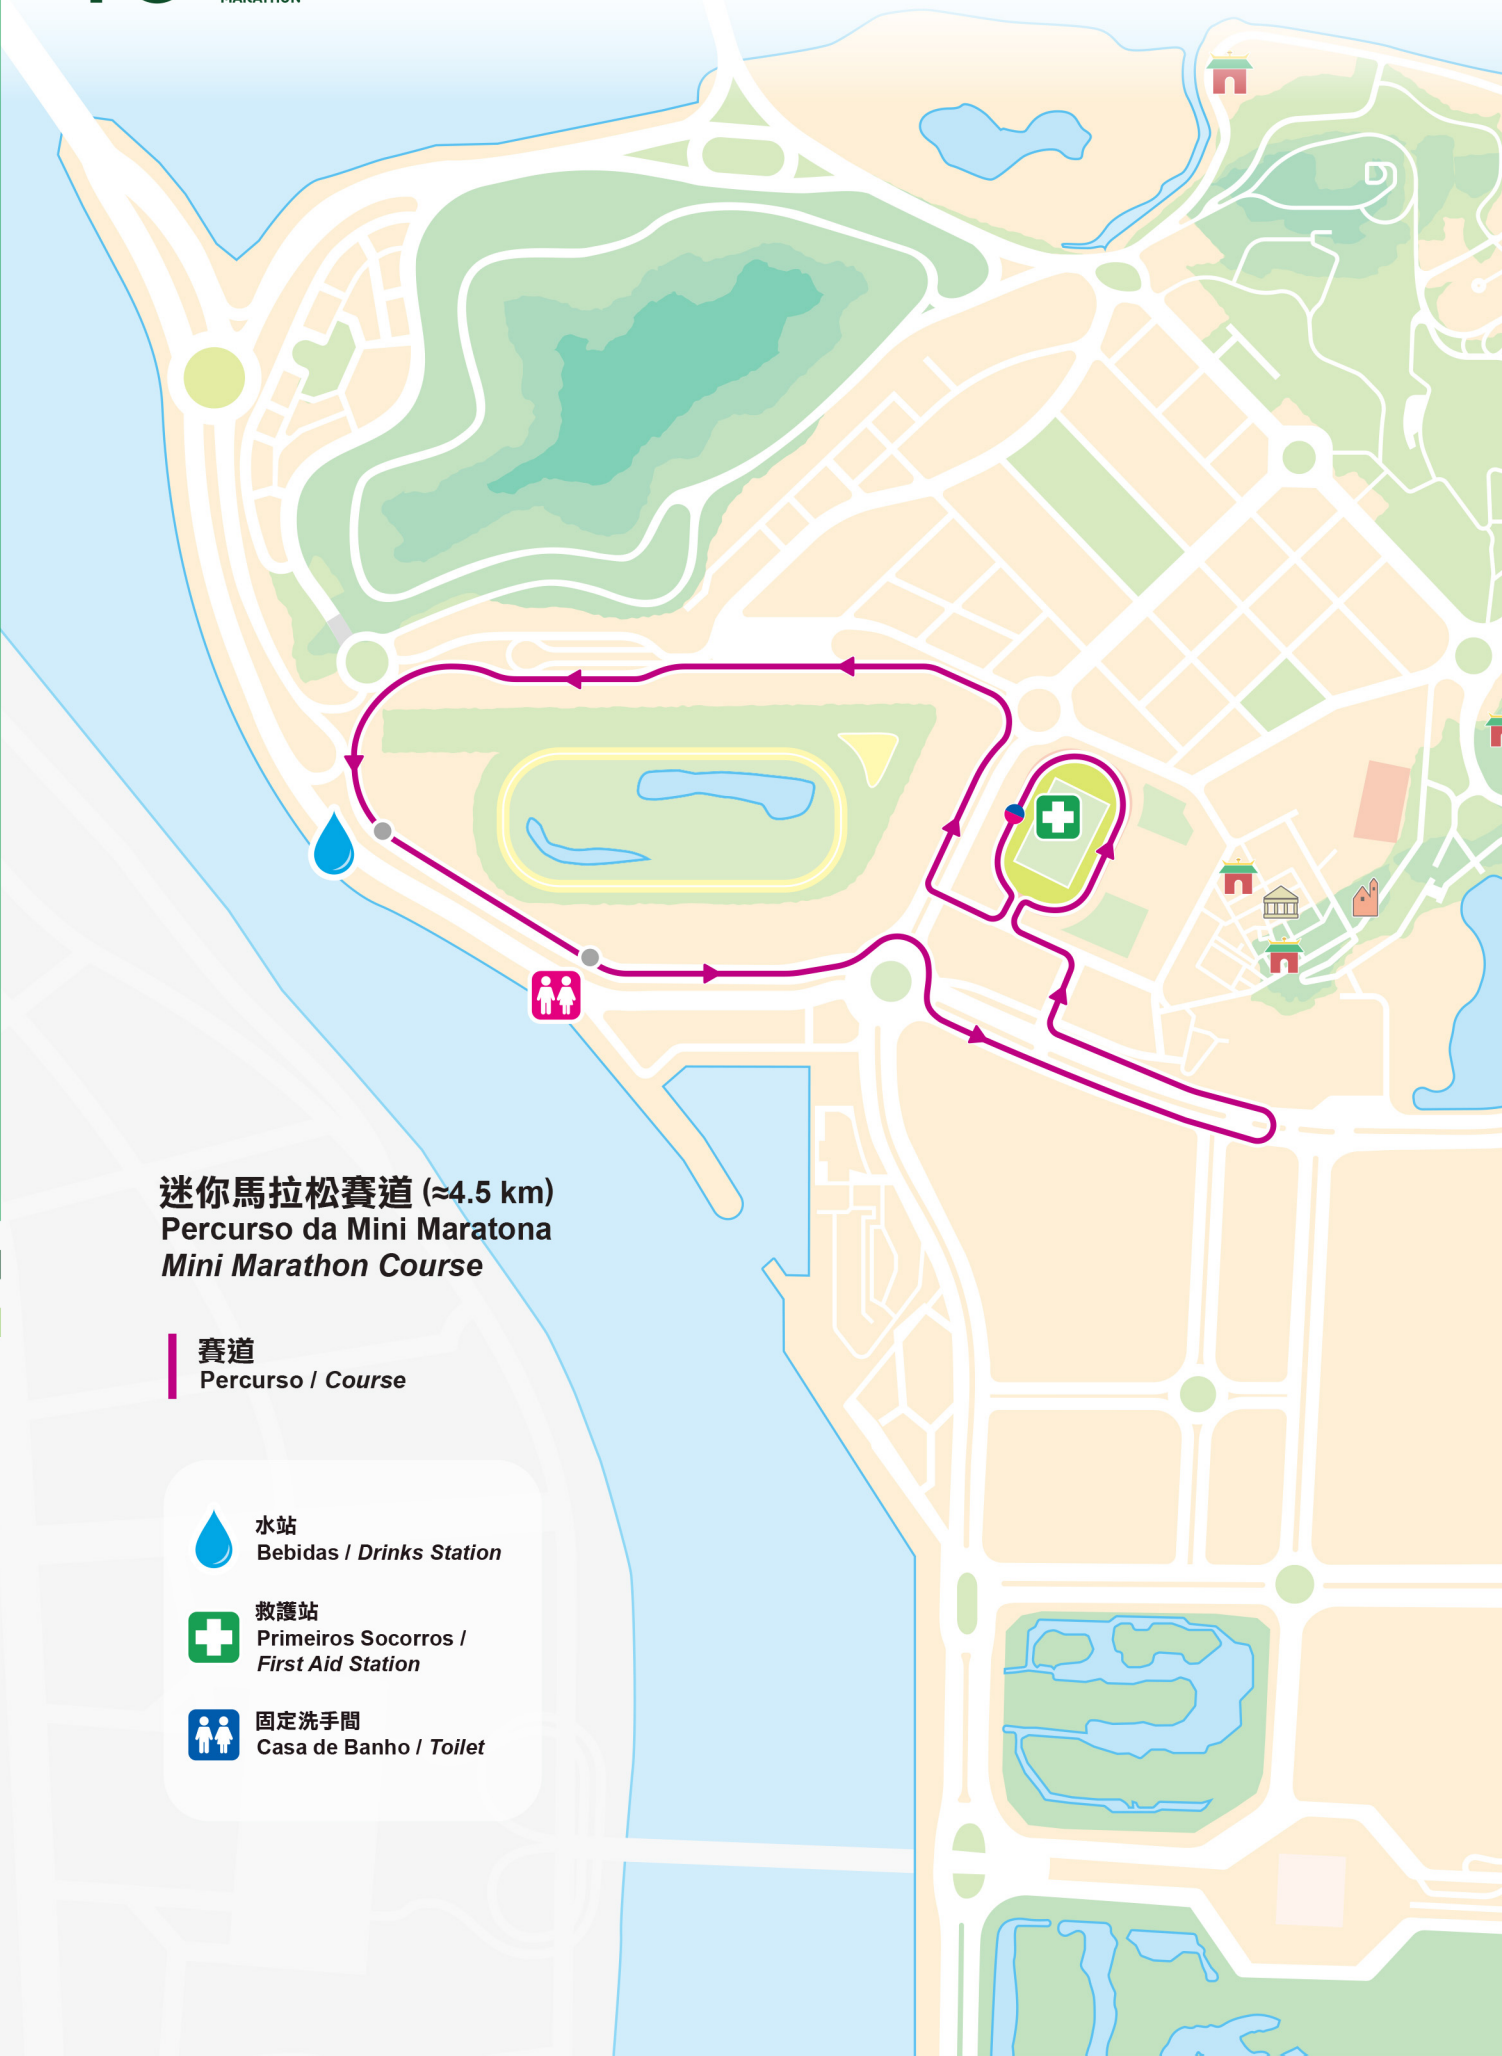 MARATHON
迷你馬拉松賽道 (≈4.5 km)
Percurso da Mini Maratona
Mini Marathon Course
賽道
Percurso / Course
水站
Bebidas / Drinks Station
救護站
Primeiros Socorros /
First Aid Station
固定洗手間
Casa de Banho / Toilet